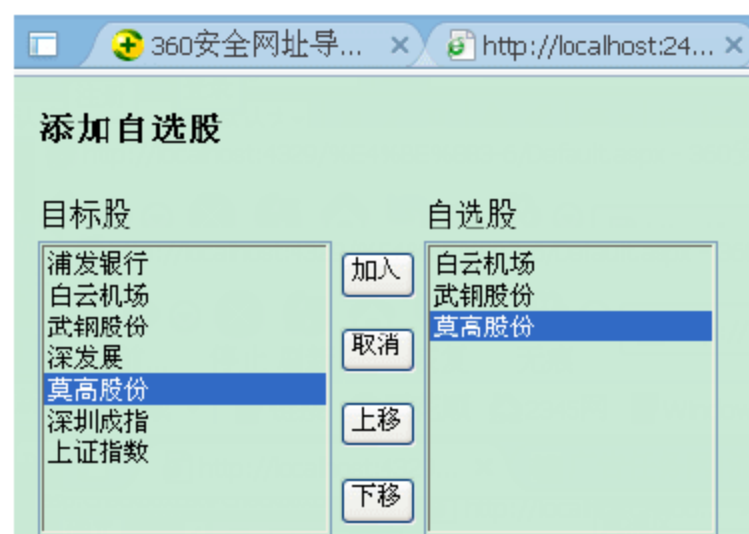 360安全网址导...
http://localhost:24...
添加自选股
目标股
自选股
浦发银行
白云机场
武钢股份
深发展
莫高股份
深圳成指
上证指数
加入
取消
上移
下移
白云机场
武钢股份
莫高股份